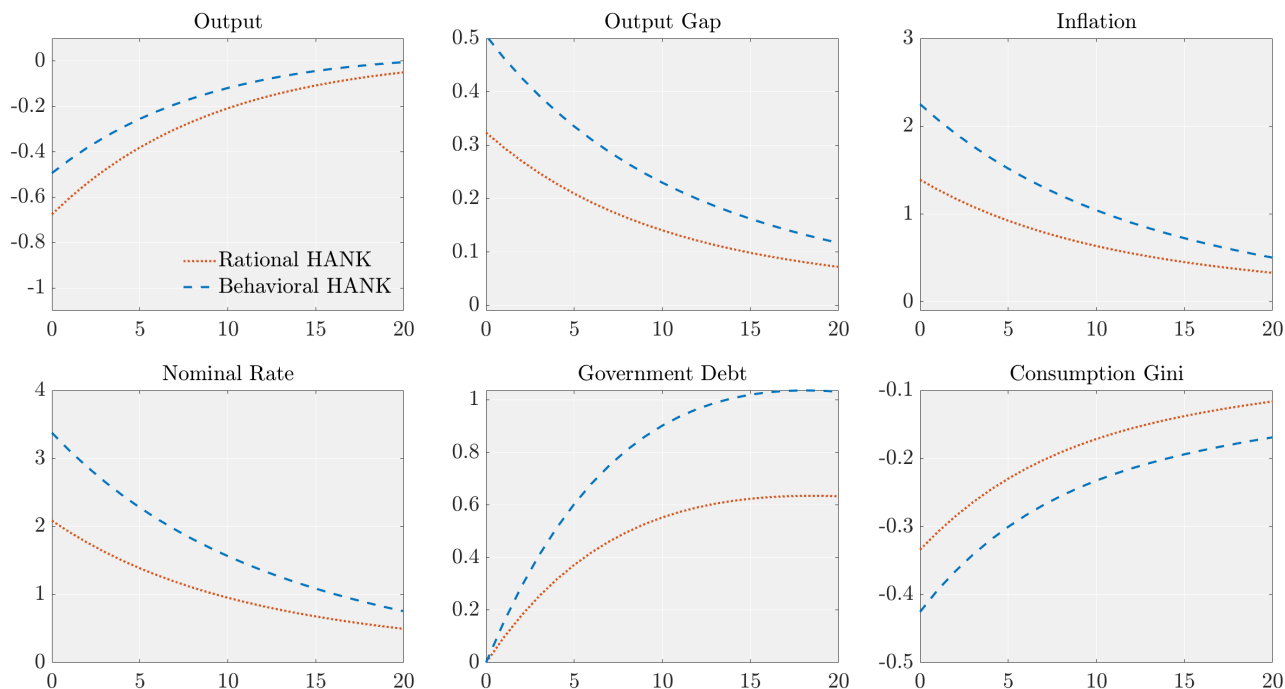 Output
0
-0.2
-0.4
-0.6
-0.8
-1
Rational HANK
Behavioral HANK
0 5 10 15 20
Output Gap
0.5
0.4
0.3
0.2
0.1
0
0 5 10 15 20
Inflation
3
2
1
0
0 5 10 15 20
Nominal Rate
4
3
2
1
0
0 5 10 15 20
Government Debt
1
0.8
0.6
0.4
0.2
0
0 5 10 15 20
Consumption Gini
-0.1
-0.2
-0.3
-0.4
-0.5
0 5 10 15 20